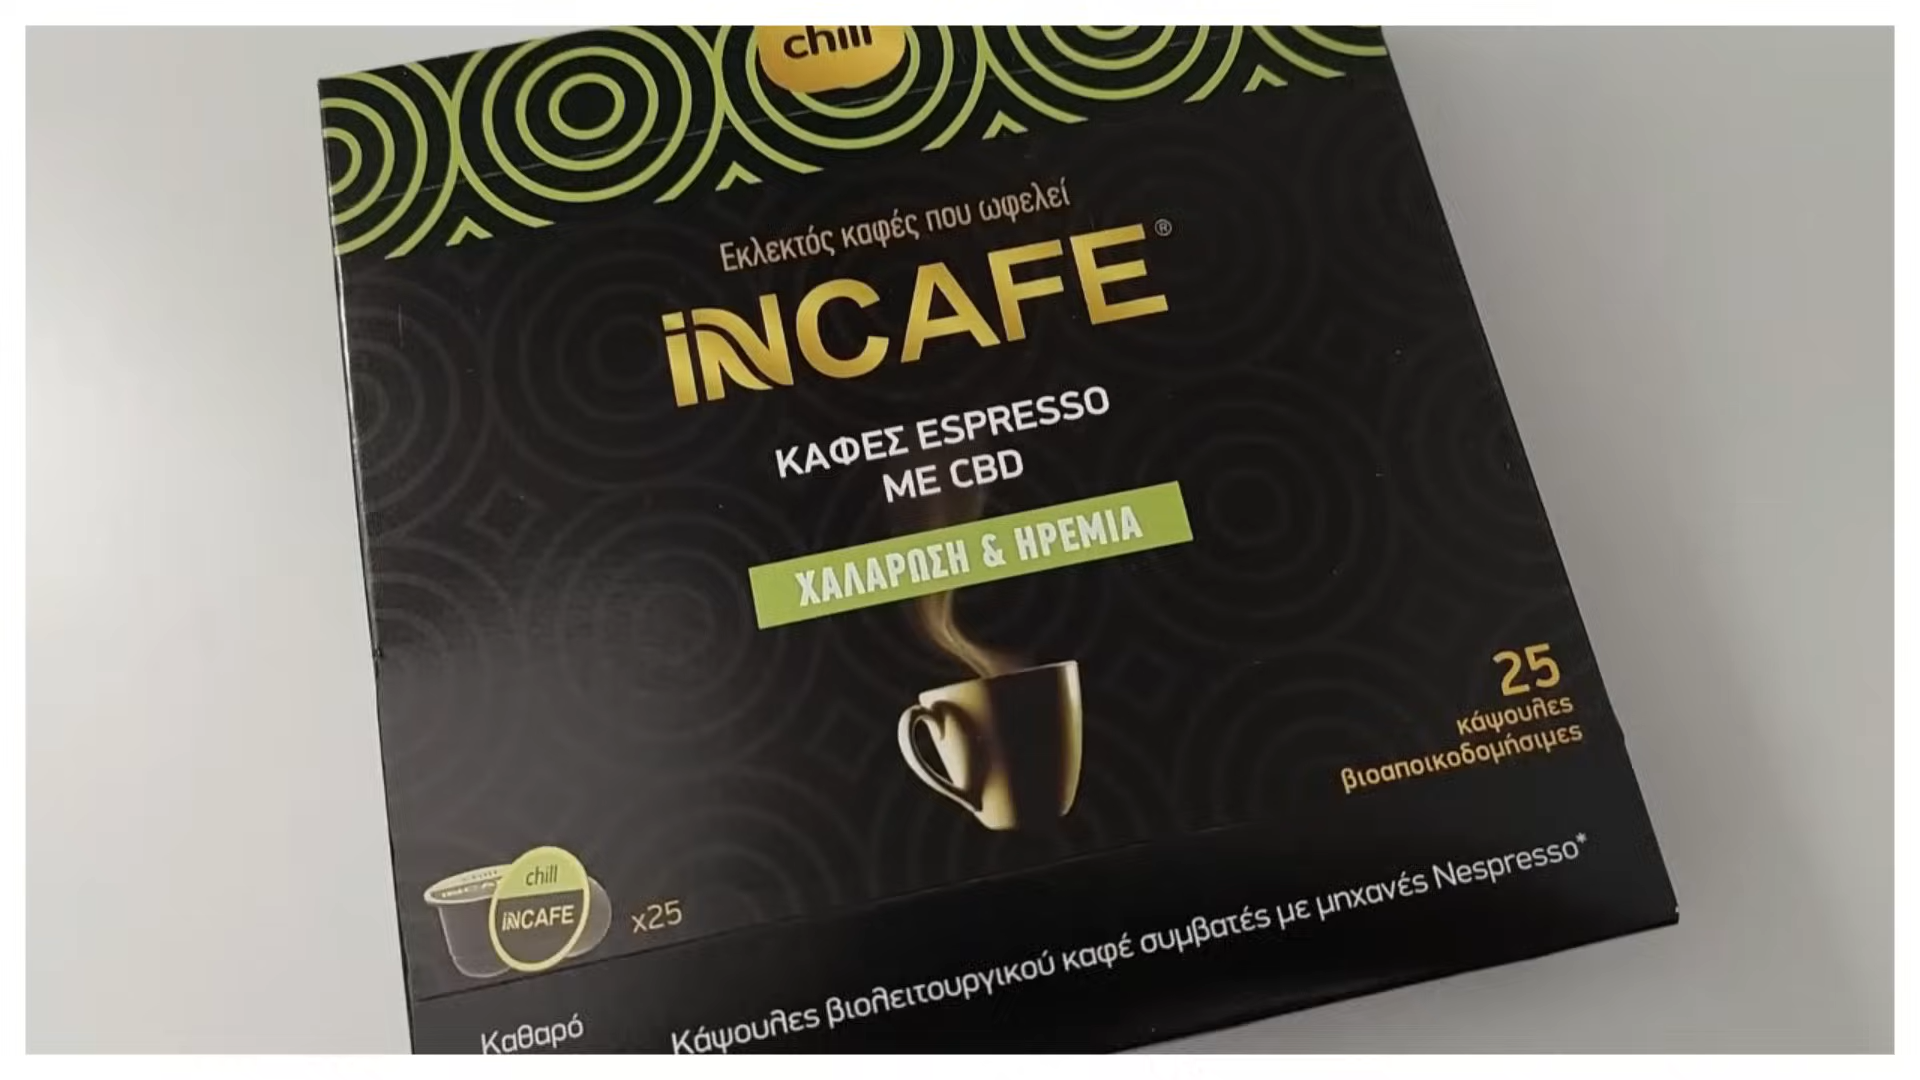 chill
Εκλεκτός καφές που ωφελεί
iNCAFE®
ΚΑΦΕΣ ESPRESSO
ΜΕ CBD
ΧΑΛΑΡΩΣΗ & ΗΡΕΜΙΑ
25
κάψουλες
βιοαποικοδομήσιμες
chill
iNCAFE
x25
Κάψουλες βιολειτουργικού καφέ συμβατές με μηχανές Nespresso*
Καθαρό